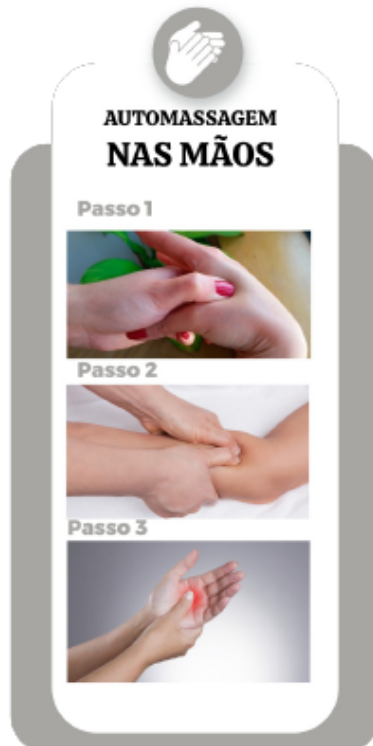 AUTOMASSAGEM
NAS MÃOS
Passo 1
Passo 2
Passo 3